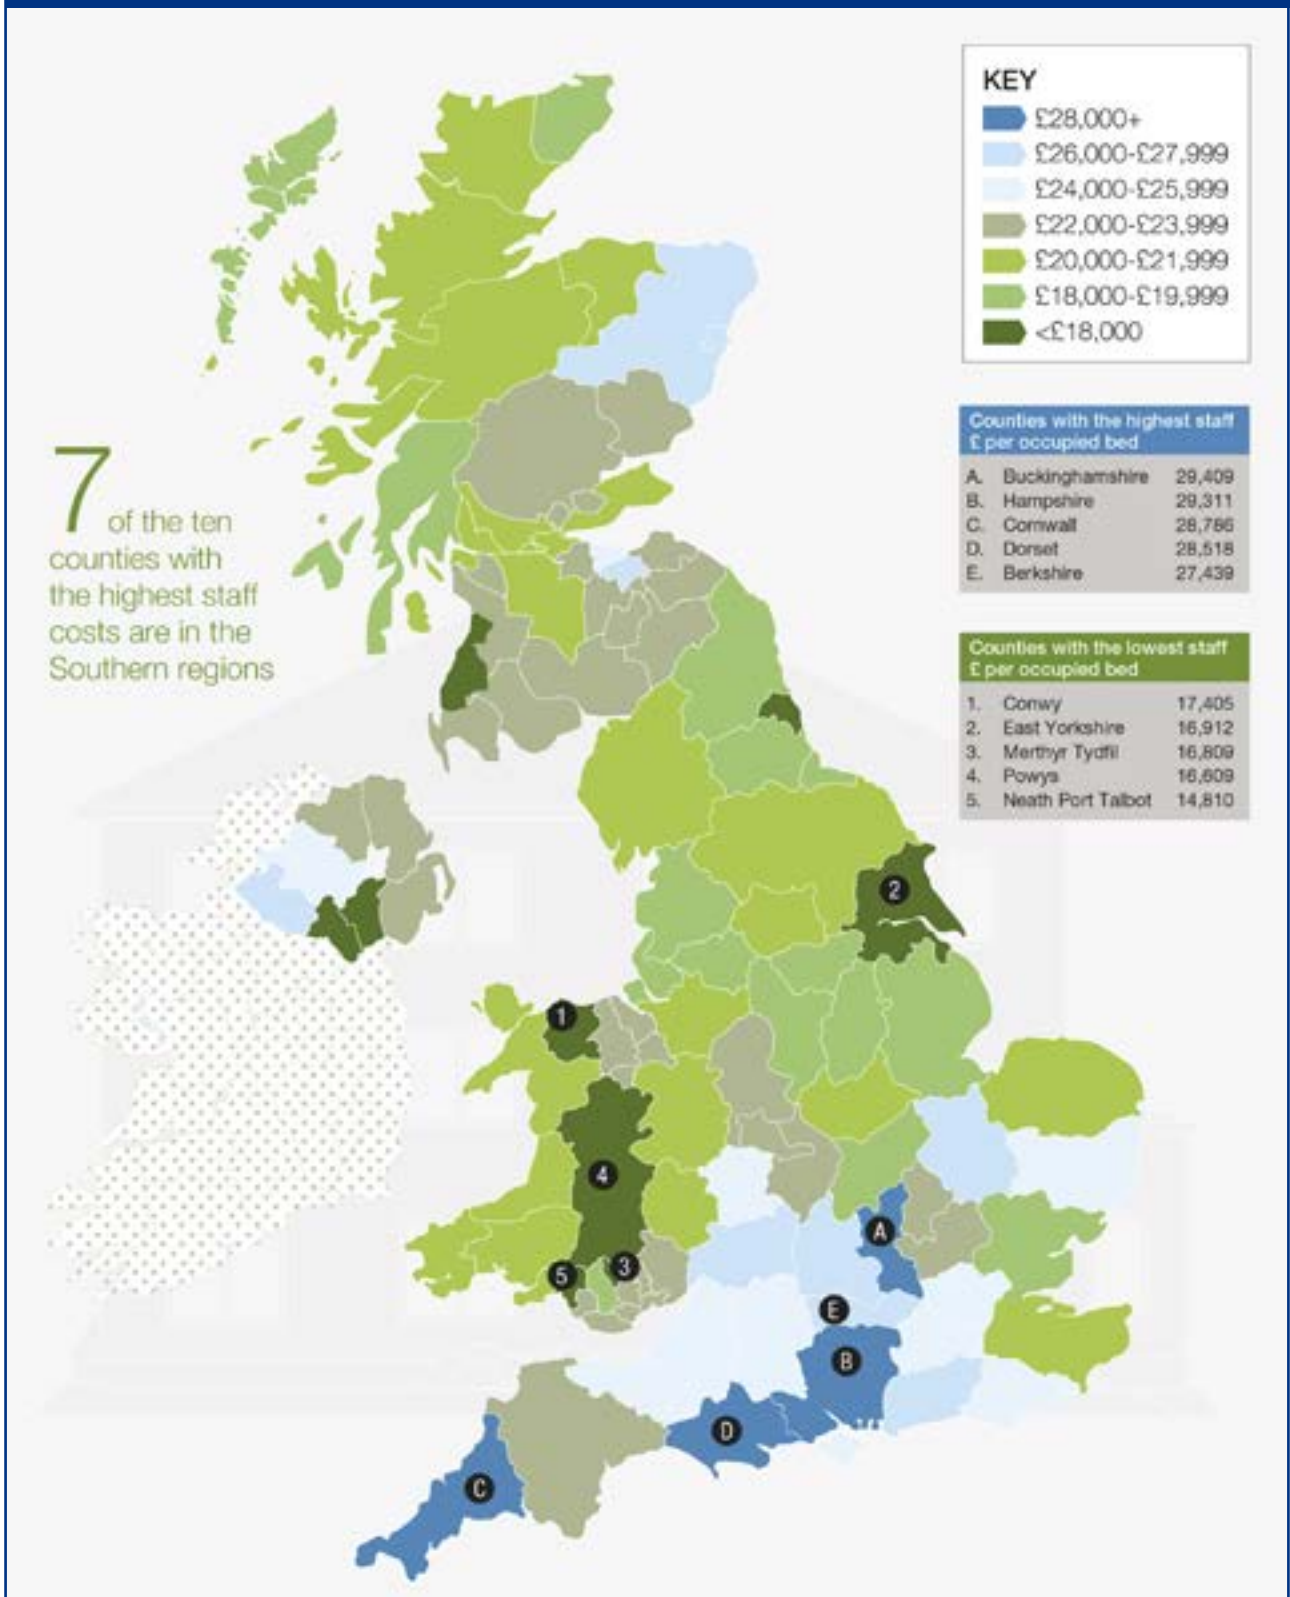 KEY
£28,000+
£26,000-£27,999
£24,000-£25,999
£22,000-£23,999
£20,000-£21,999
£18,000-£19,999
<£18,000
Counties with the highest staff
£ per occupied bed
A. Buckinghamshire 29,409
B. Hampshire 29,311
C. Cornwall 28,786
D. Dorset 28,518
E. Berkshire 27,439
7 of the ten
counties with
the highest staff
costs are in the
Southern regions
Counties with the lowest staff
£ per occupied bed
1. Conwy 17,405
2. East Yorkshire 16,912
3. Merthyr Tydfil 16,809
4. Powys 16,609
5. Neath Port Talbot 14,810
2
1
4
A
5
3
E
B
D
C